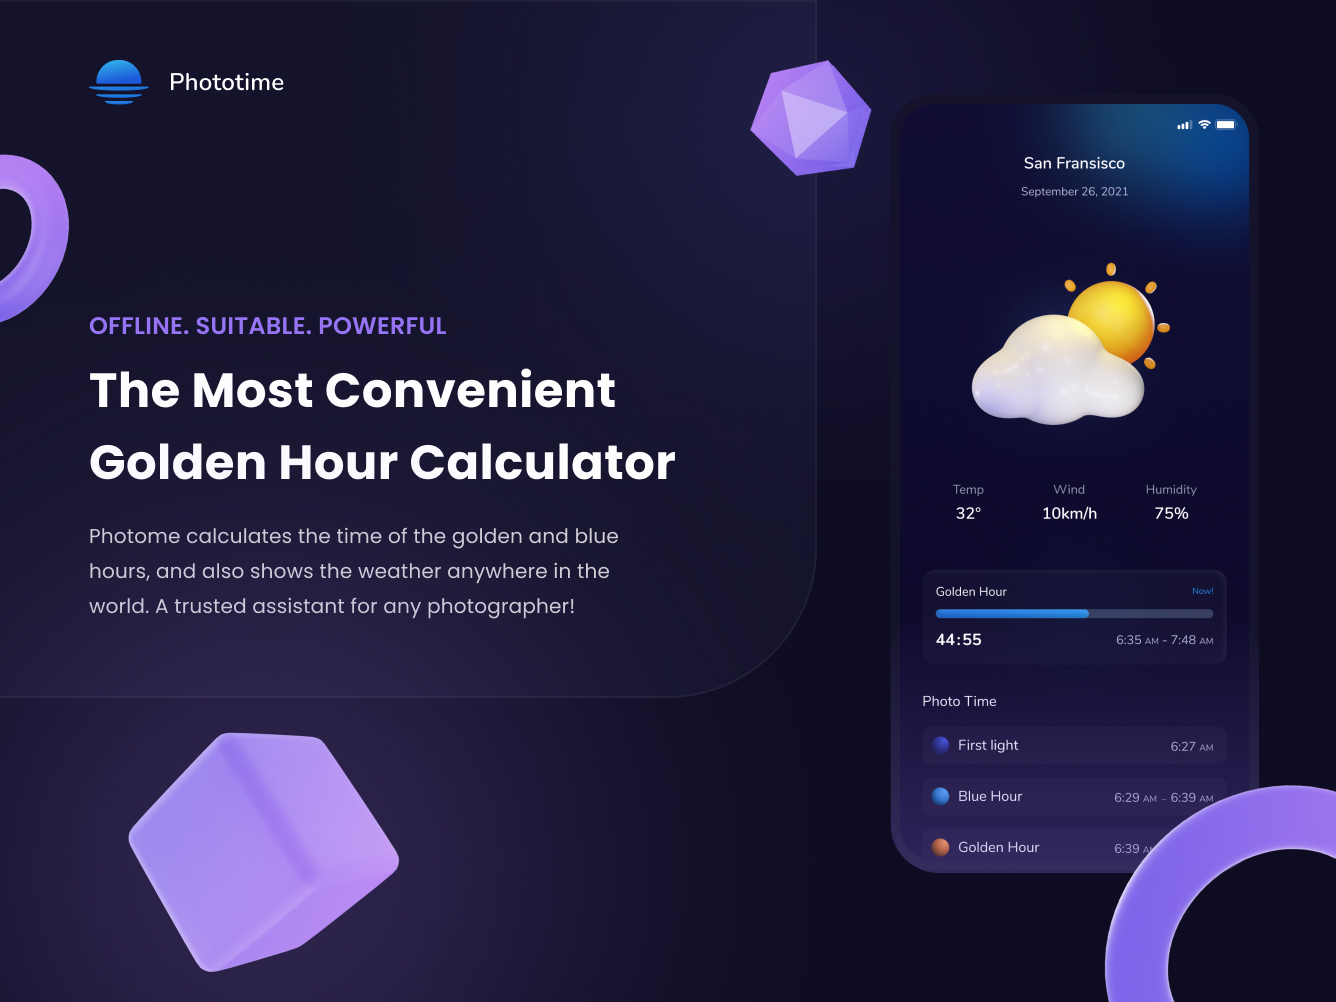 Phototime
OFFLINE. SUITABLE. POWERFUL
The Most Convenient
Golden Hour Calculator
Photome calculates the time of the golden and blue
hours, and also shows the weather anywhere in the
world. A trusted assistant for any photographer!
San Fransisco
September 26, 2021
Temp Wind Humidity
32° 10km/h 75%
Golden Hour Now!
44:55 6:35 AM - 7:48 AM
Photo Time
First light 6:27 AM
Blue Hour 6:29 AM - 6:39 AM
Golden Hour 6:39